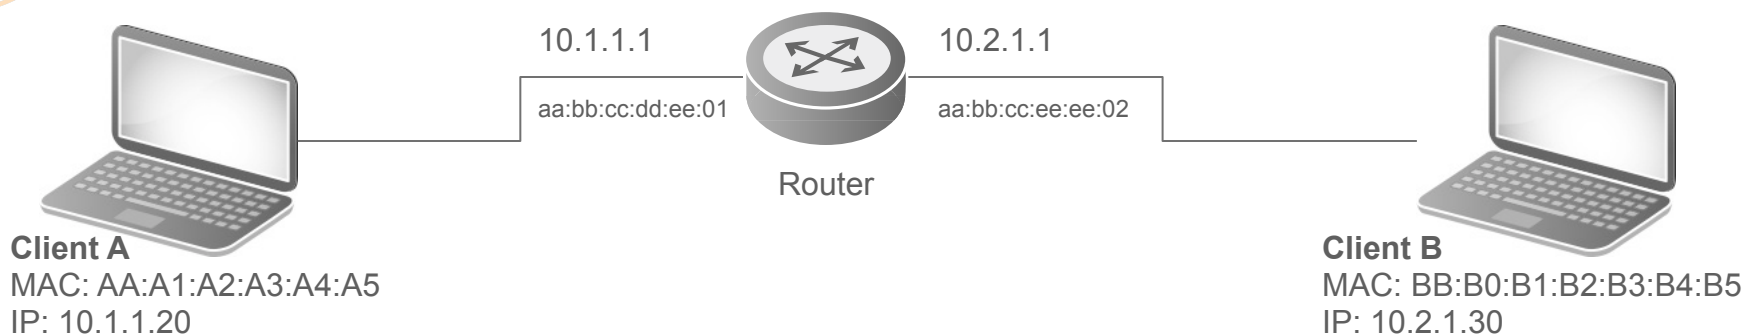 10.1.1.1
10.2.1.1
aa:bb:cc:dd:ee:01
aa:bb:cc:ee:ee:02
Router
Client A
MAC: AA:A1:A2:A3:A4:A5
IP: 10.1.1.20
Client B
MAC: BB:B0:B1:B2:B3:B4:B5
IP: 10.2.1.30